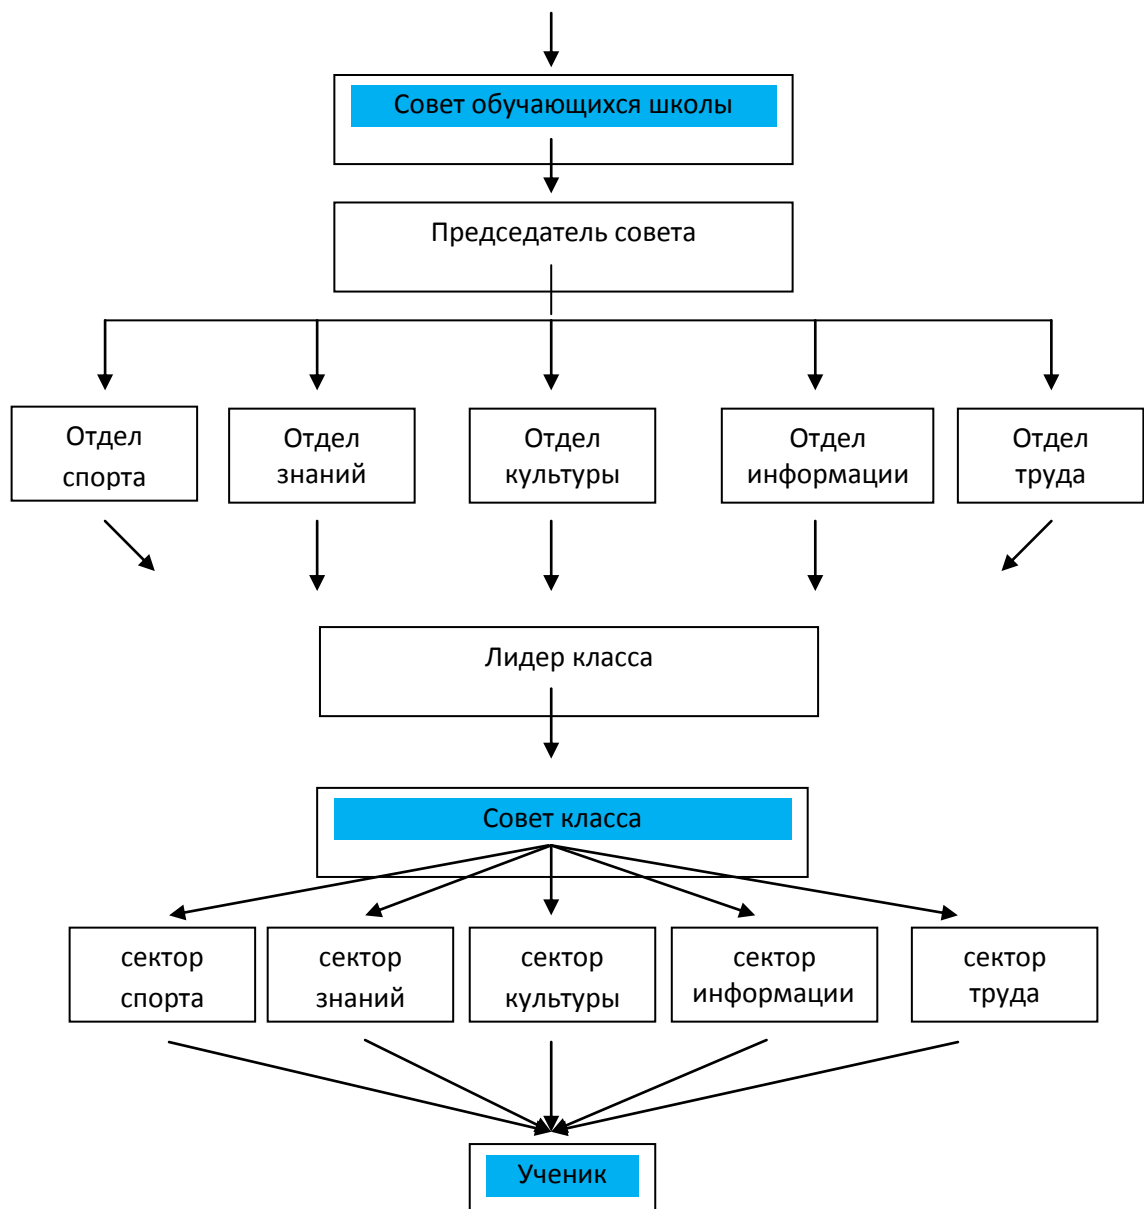 Совет обучающихся школы
Председатель совета
Отдел
спорта
Отдел
знаний
Отдел
культуры
Отдел
информации
Отдел
труда
Лидер класса
Совет класса
сектор
спорта
сектор
знаний
сектор
культуры
сектор
информации
сектор
труда
Ученик